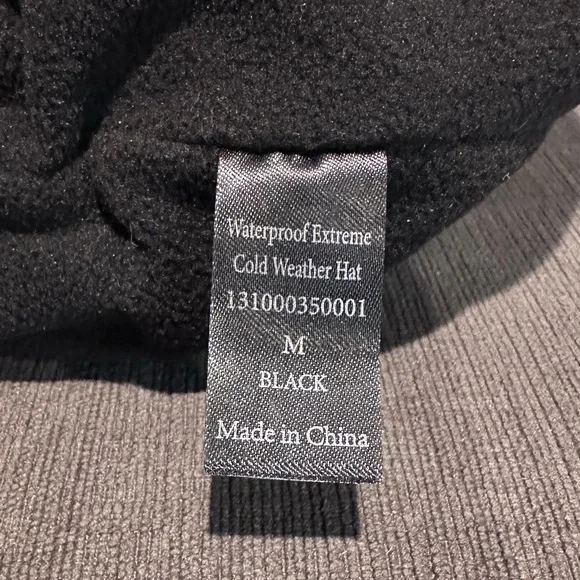 Waterproof Extreme
Cold Weather Hat
131000350001
M
BLACK
Made in China